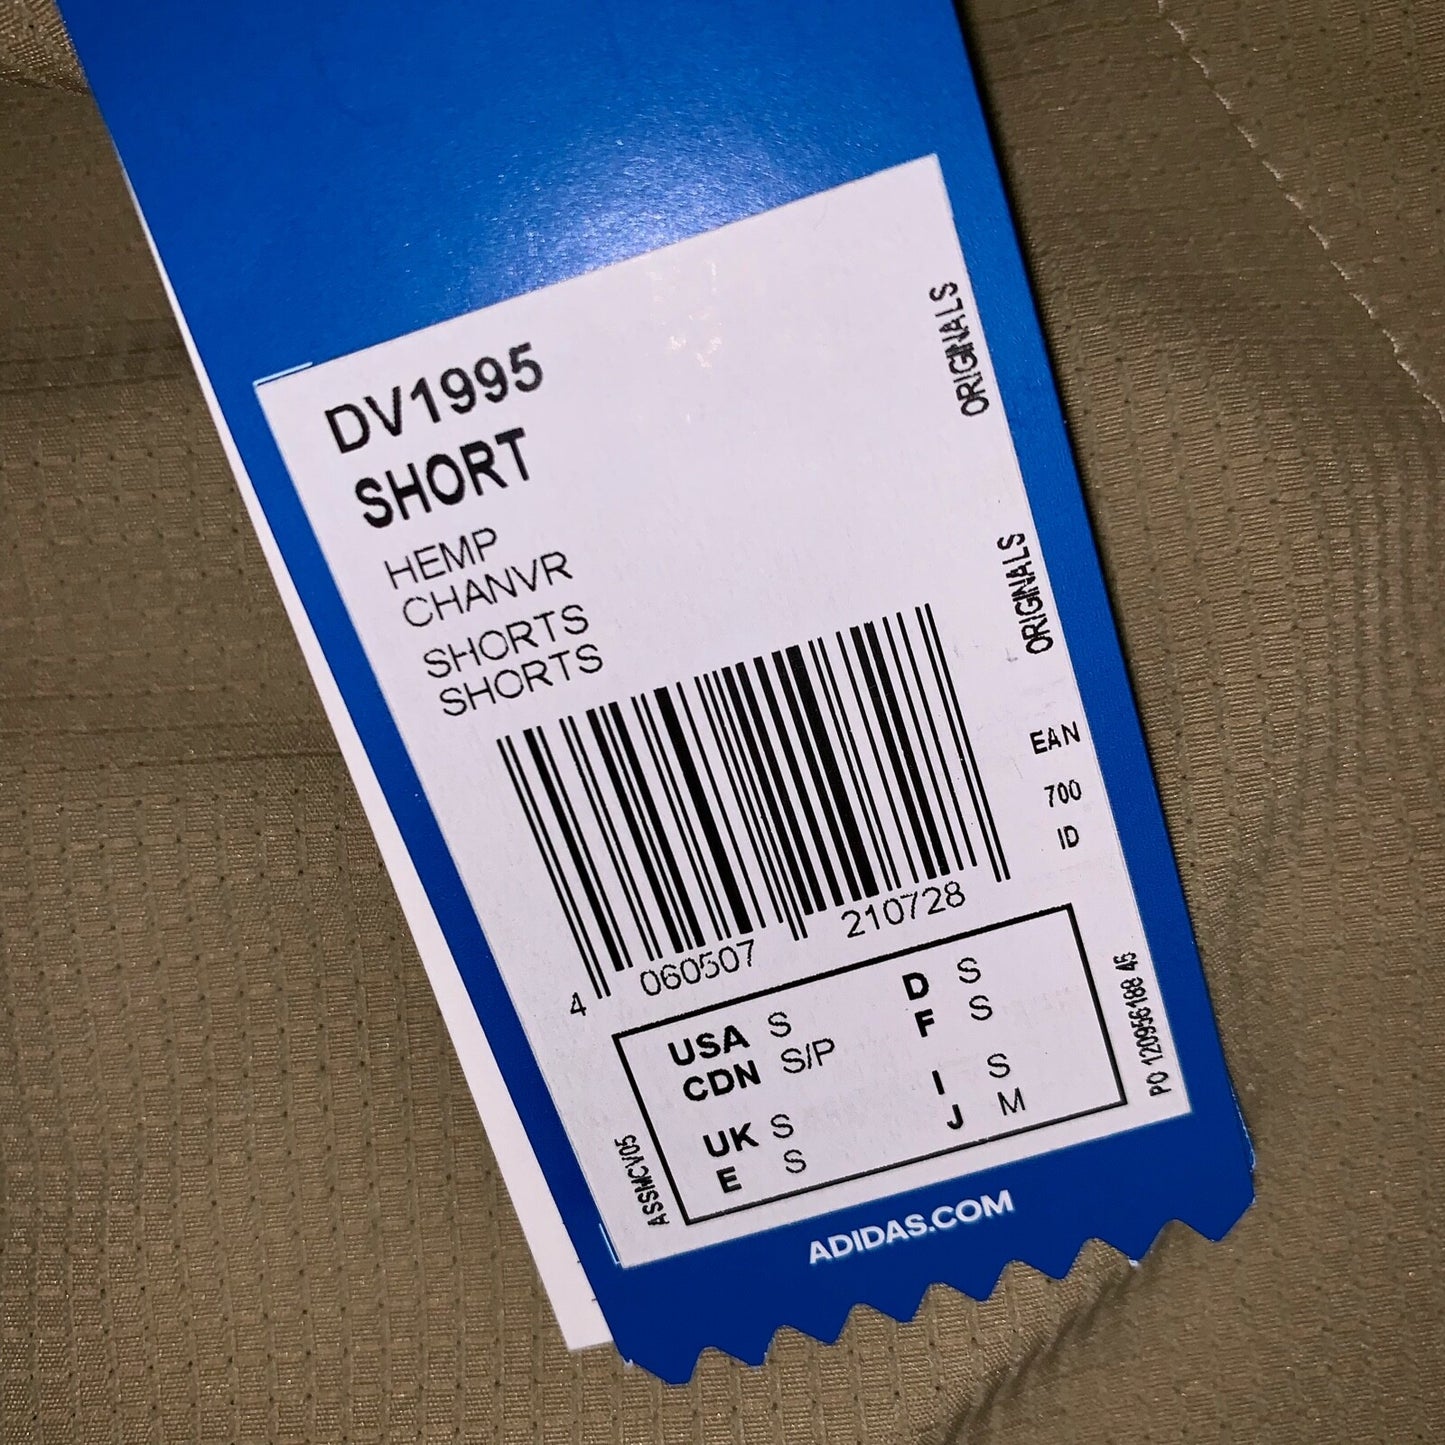 DV1995
SHORT
HEMP
CHANVR
SHORTS
SHORTS
ORIGINALS
ORIGINALS
EAN
700
ID
4 060507 210728
USA S
CDN S/P
UK S
E S
D S
F S
I S
J M
ASSMCV05
PO 120956188 45
ADIDAS.COM